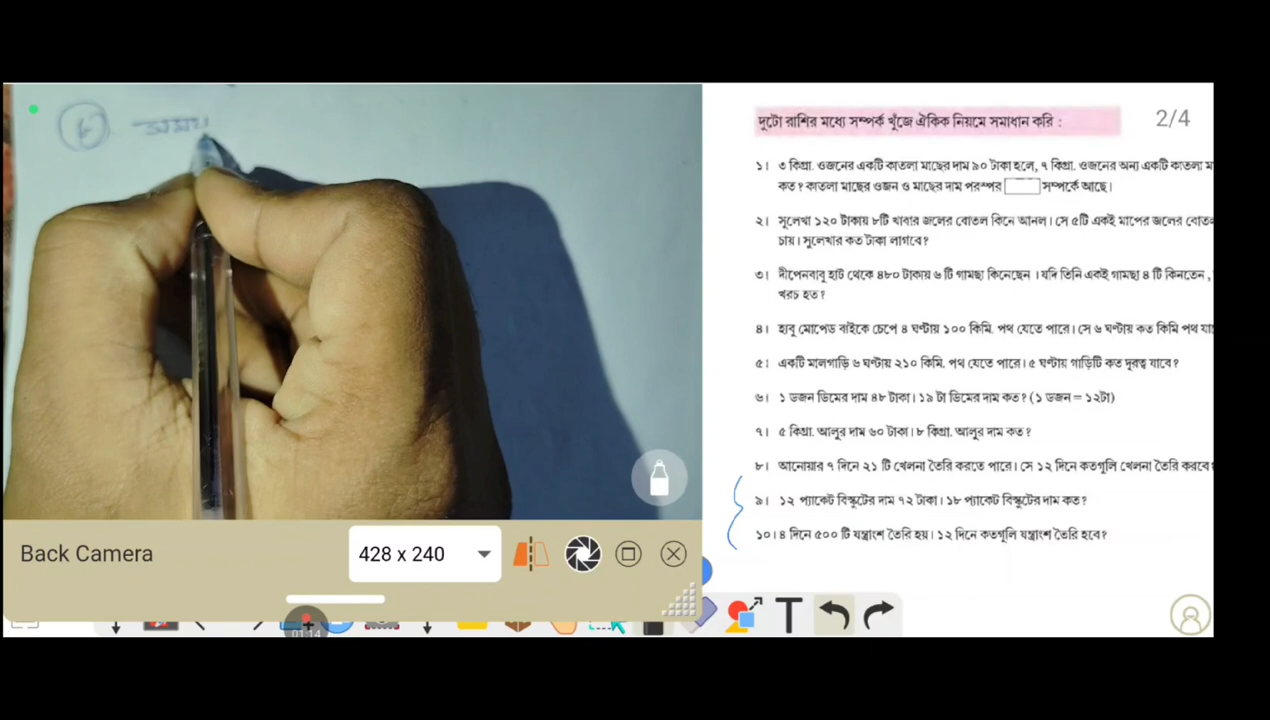 ৮ সময়
দুটো রাশির মধ্যে সম্পর্ক খুঁজে ঐকিক নিয়মে সমাধান করি :
2/4
১। ৩ কিগ্রা. ওজনের একটি কাতলা মাছের দাম ৯০ টাকা হলে, ৭ কিগ্রা. ওজনের অন্য একটি কাতলা
কত? কাতলা মাছের ওজন ও মাছের দাম পরস্পর সম্পর্কে আছে।
২। সুলেখা ১২০ টাকায় ৮টি খাবার জলের বোতল কিনে আনল। সে ৫টি একই মাপের জলের
চায়। সুলেখার কত টাকা লাগবে?
৩। দীপেনবাবু হাট থেকে ৪৮০ টাকায় ৬ টি গামছা কিনেছেন । যদি তিনি একই গামছা ৪ টি কিনতেন ,
খরচ হত?
৪। হাবু মোপেড বাইকে চেপে ৪ ঘণ্টায় ১০০ কিমি. পথ যেতে পারে। সে ৬ ঘণ্টায় কত কিমি পথ
৫। একটি মালগাড়ি ৬ ঘণ্টায় ২১০ কিমি. পথ যেতে পারে। ৫ ঘণ্টায় গাড়িটি কত দূরত্ব যাবে?
৬। ১ ডজন ডিমের দাম ৪৮ টাকা। ১৯ টা ডিমের দাম কত? (১ ডজন = ১২টা)
৭। ৫ কিগ্রা. আলুর দাম ৬০ টাকা। ৮ কিগ্রা. আলুর দাম কত?
৮। আনোয়ার ৭ দিনে ২১ টি খেলনা তৈরি করতে পারে। সে ১২ দিনে কতগুলি খেলনা তৈরি করবে
৯। ১২ প্যাকেট বিস্কুটের দাম ৭২ টাকা। ১৮ প্যাকেট বিস্কুটের দাম কত?
১০। ৪ দিনে ৫০০ টি যন্ত্রাংশ তৈরি হয়। ১২ দিনে কতগুলি যন্ত্রাংশ তৈরি হবে?
Back Camera
428 x 240
01:14
T